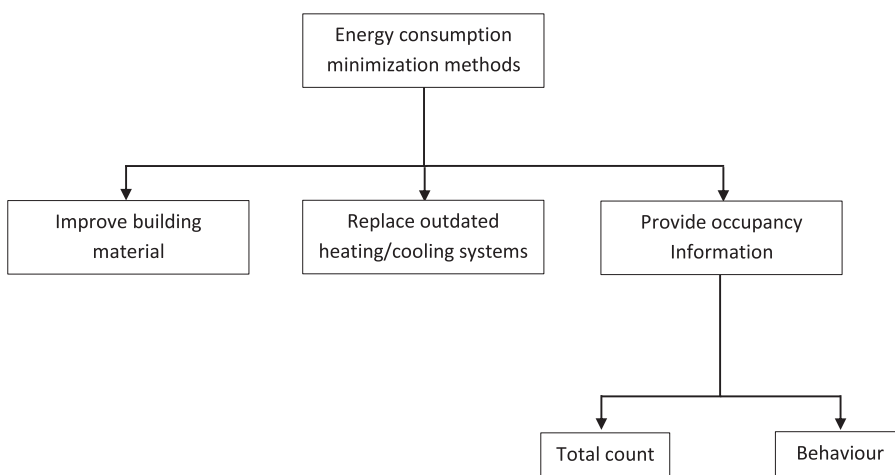 Energy consumption
minimization methods
Improve building
material
Replace outdated
heating/cooling systems
Provide occupancy
Information
Total count
Behaviour